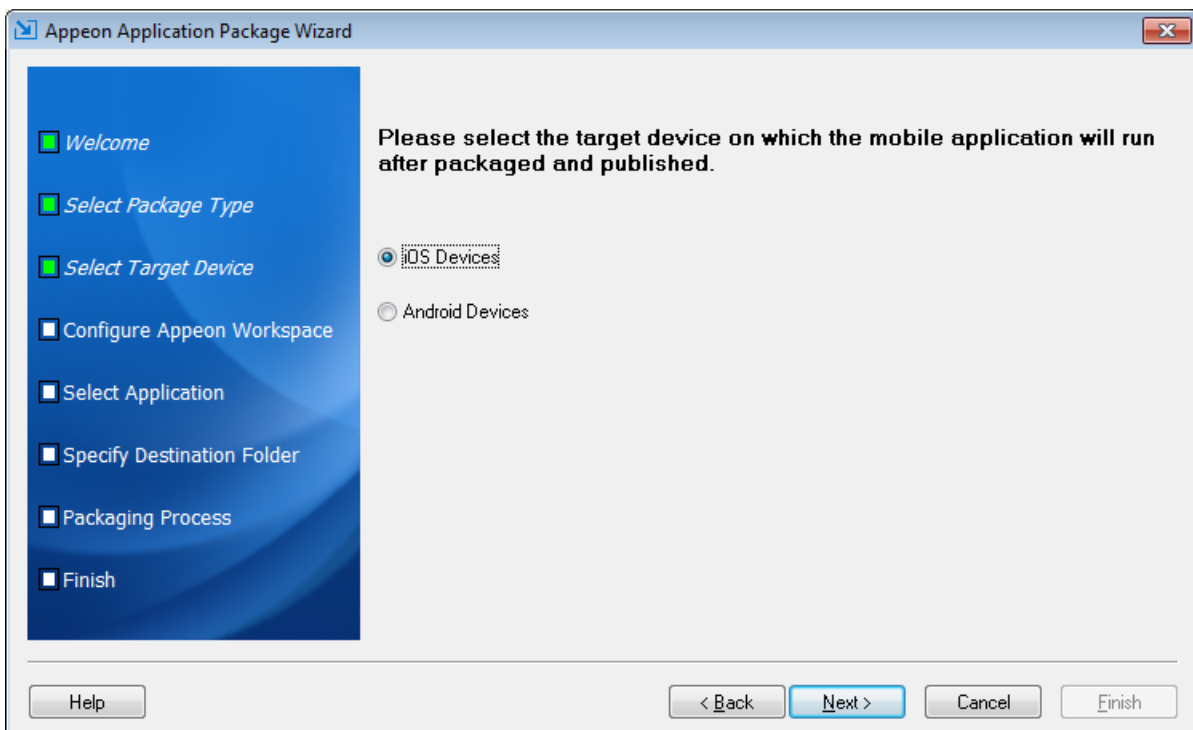 Appeon Application Package Wizard
Welcome
Select Package Type
Select Target Device
Configure Appeon Workspace
Select Application
Specify Destination Folder
Packaging Process
Finish
Please select the target device on which the mobile application will run
after packaged and published.
iOS Devices
Android Devices
Help
< Back
Next >
Cancel
Finish